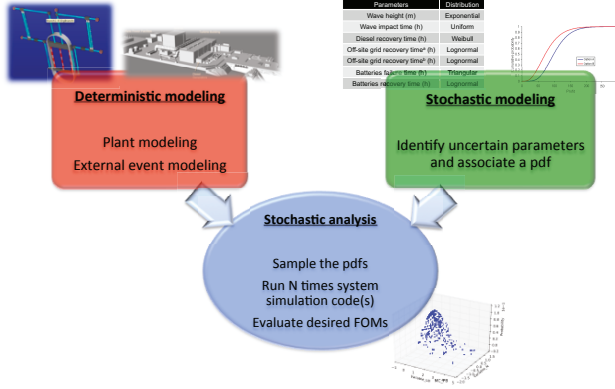 Parameters Distribution
Wave height (m) Exponential
Wave impact time (h) Uniform
Diesel recovery time (h) Weibull
Off-site grid recovery timeᵃ (h) Lognormal
Off-site grid recovery timeᵇ (h) Lognormal
Batteries failure time (h) Triangular
Batteries recovery time (h) Lognormal
Deterministic modeling
Plant modeling
External event modeling
Stochastic modeling
Identify uncertain parameters
and associate a pdf
Stochastic analysis
Sample the pdfs
Run N times system
simulation code(s)
Evaluate desired FOMs